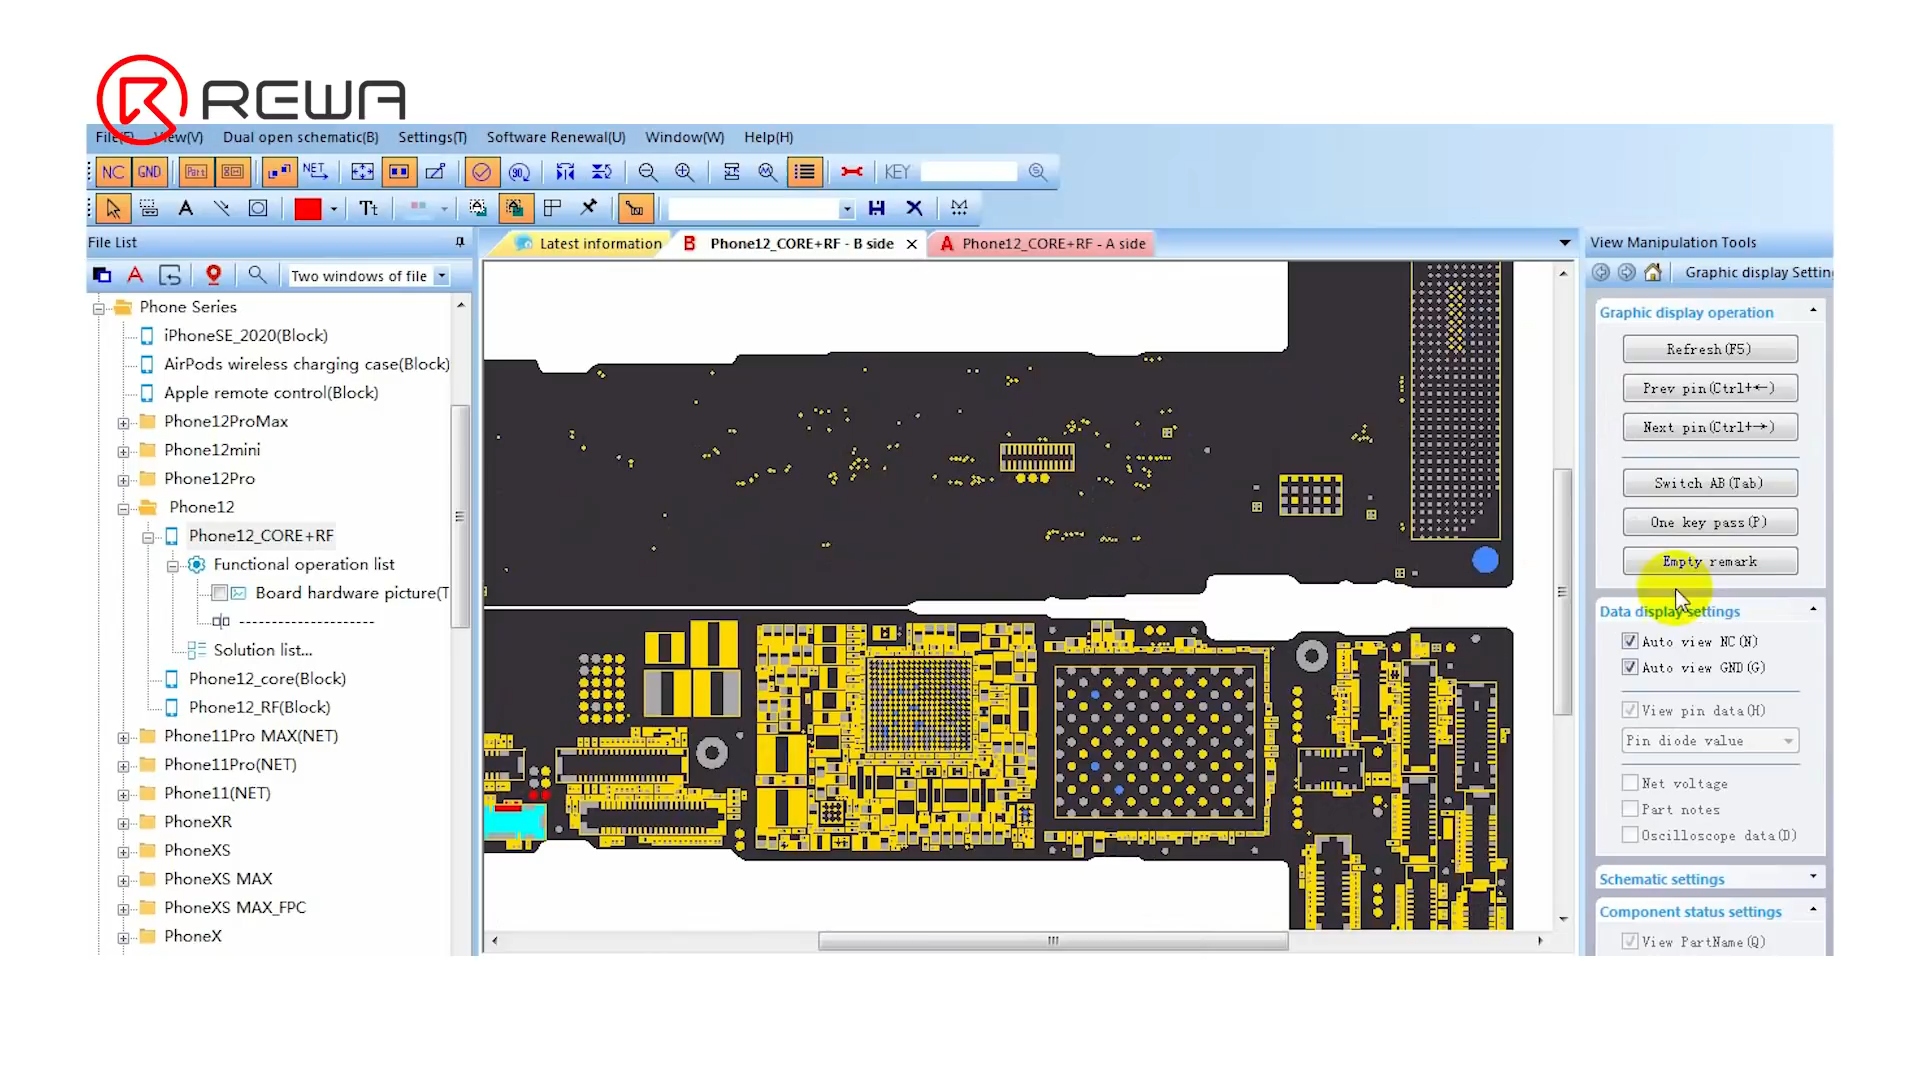 REWA
File(F) View(V) Dual open schematic(B) Settings(T) Software Renewal(U) Window(W) Help(H)
NC GND Part NET 90 KEY
A Tt
File List
A Two windows of file
Phone Series
iPhoneSE_2020(Block)
AirPods wireless charging case(Block)
Apple remote control(Block)
Phone12ProMax
Phone12mini
Phone12Pro
Phone12
Phone12_CORE+RF
Functional operation list
Board hardware picture(T
----------------------
Solution list...
Phone12_core(Block)
Phone12_RF(Block)
Phone11Pro MAX(NET)
Phone11Pro(NET)
Phone11(NET)
PhoneXR
PhoneXS
PhoneXS MAX
PhoneXS MAX_FPC
PhoneX
Latest information
B Phone12_CORE+RF - B side
A Phone12_CORE+RF - A side
View Manipulation Tools
Graphic display Settin
Graphic display operation
Refresh(F5)
Prev pin(Ctrl+←)
Next pin(Ctrl+→)
Switch AB(Tab)
One key pass(P)
Empty remark
Data display settings
Auto view NC(N)
Auto view GND(G)
View pin data(H)
Pin diode value
Net voltage
Part notes
Oscilloscope data(D)
Schematic settings
Component status settings
View PartName(Q)